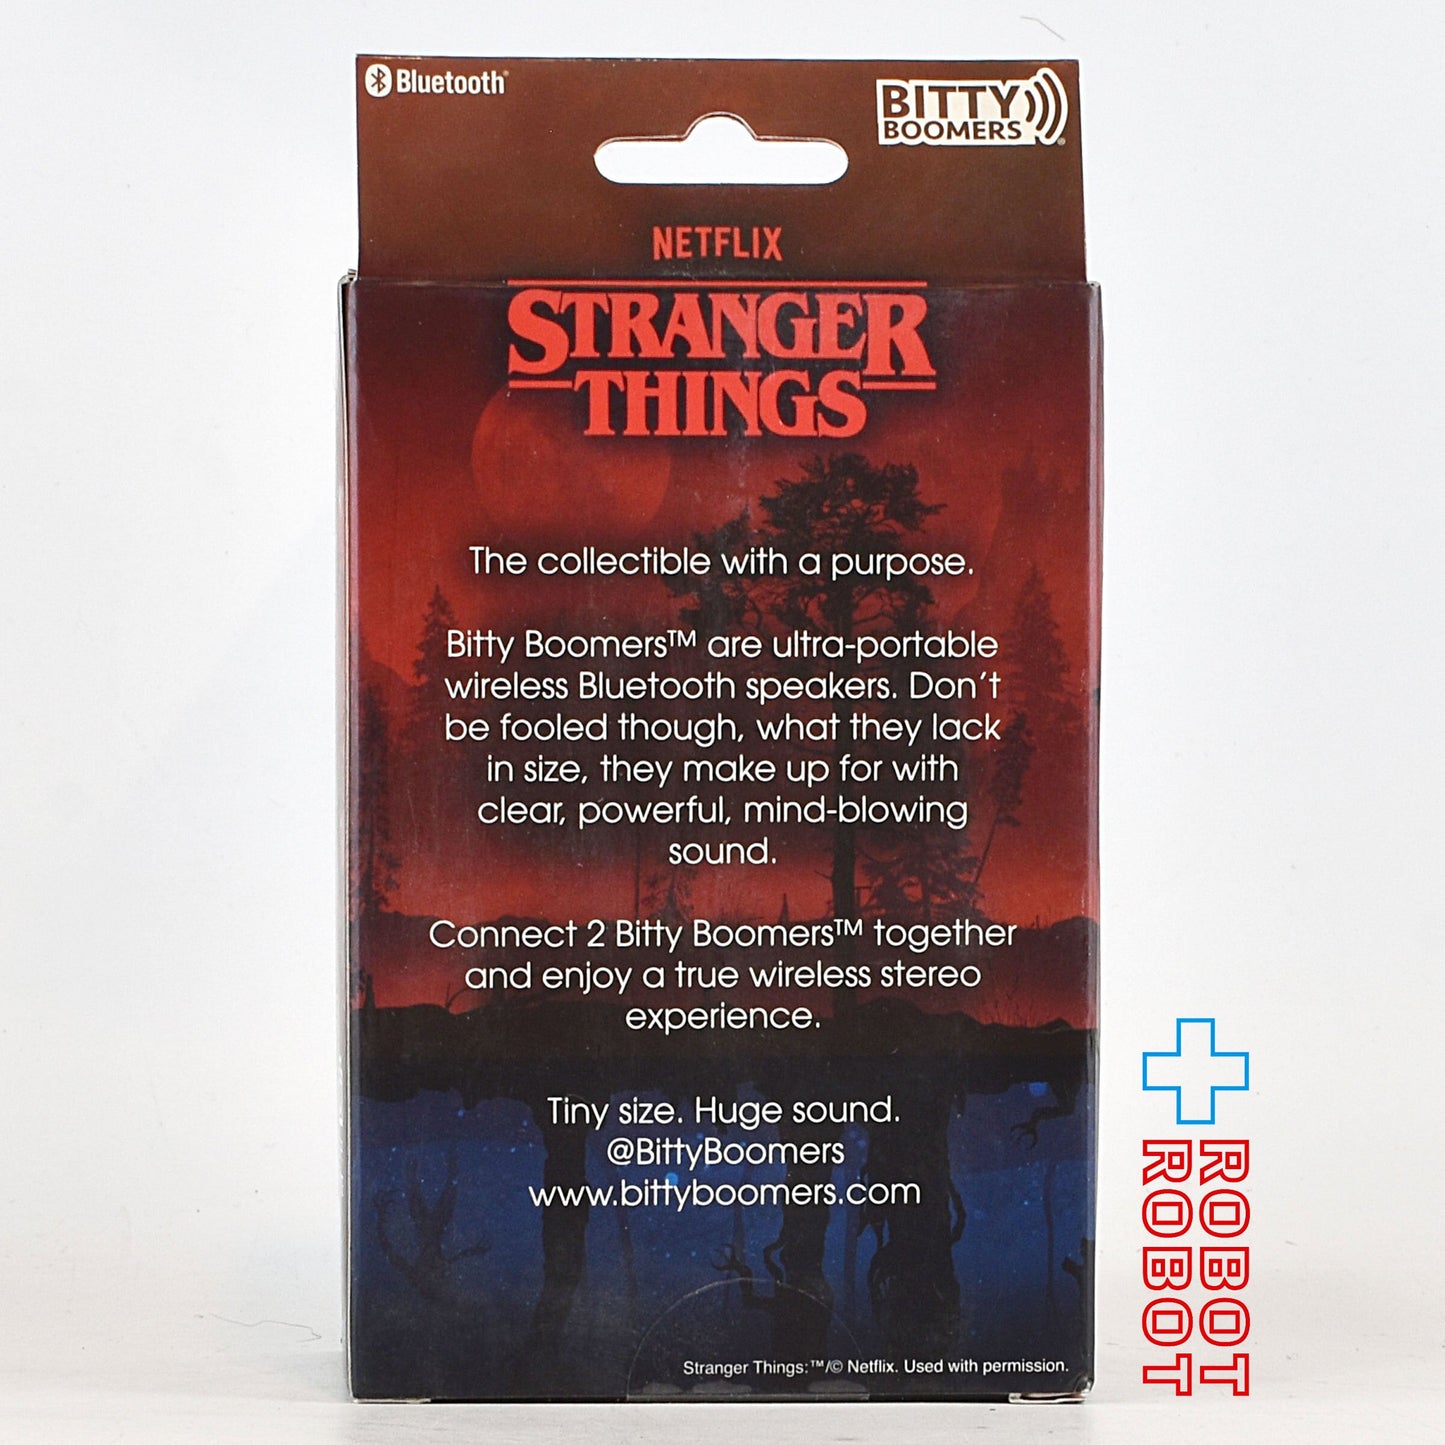 Bluetooth®
BITTY
BOOMERS®
NETFLIX
STRANGER
THINGS
The collectible with a purpose.
Bitty Boomers™ are ultra-portable
wireless Bluetooth speakers. Don't
be fooled though, what they lack
in size, they make up for with
clear, powerful, mind-blowing
sound.
Connect 2 Bitty Boomers™ together
and enjoy a true wireless stereo
experience.
Tiny size. Huge sound.
@BittyBoomers
www.bittyboomers.com
Stranger Things:™/© Netflix. Used with permission.
ROBOT
ROBOT